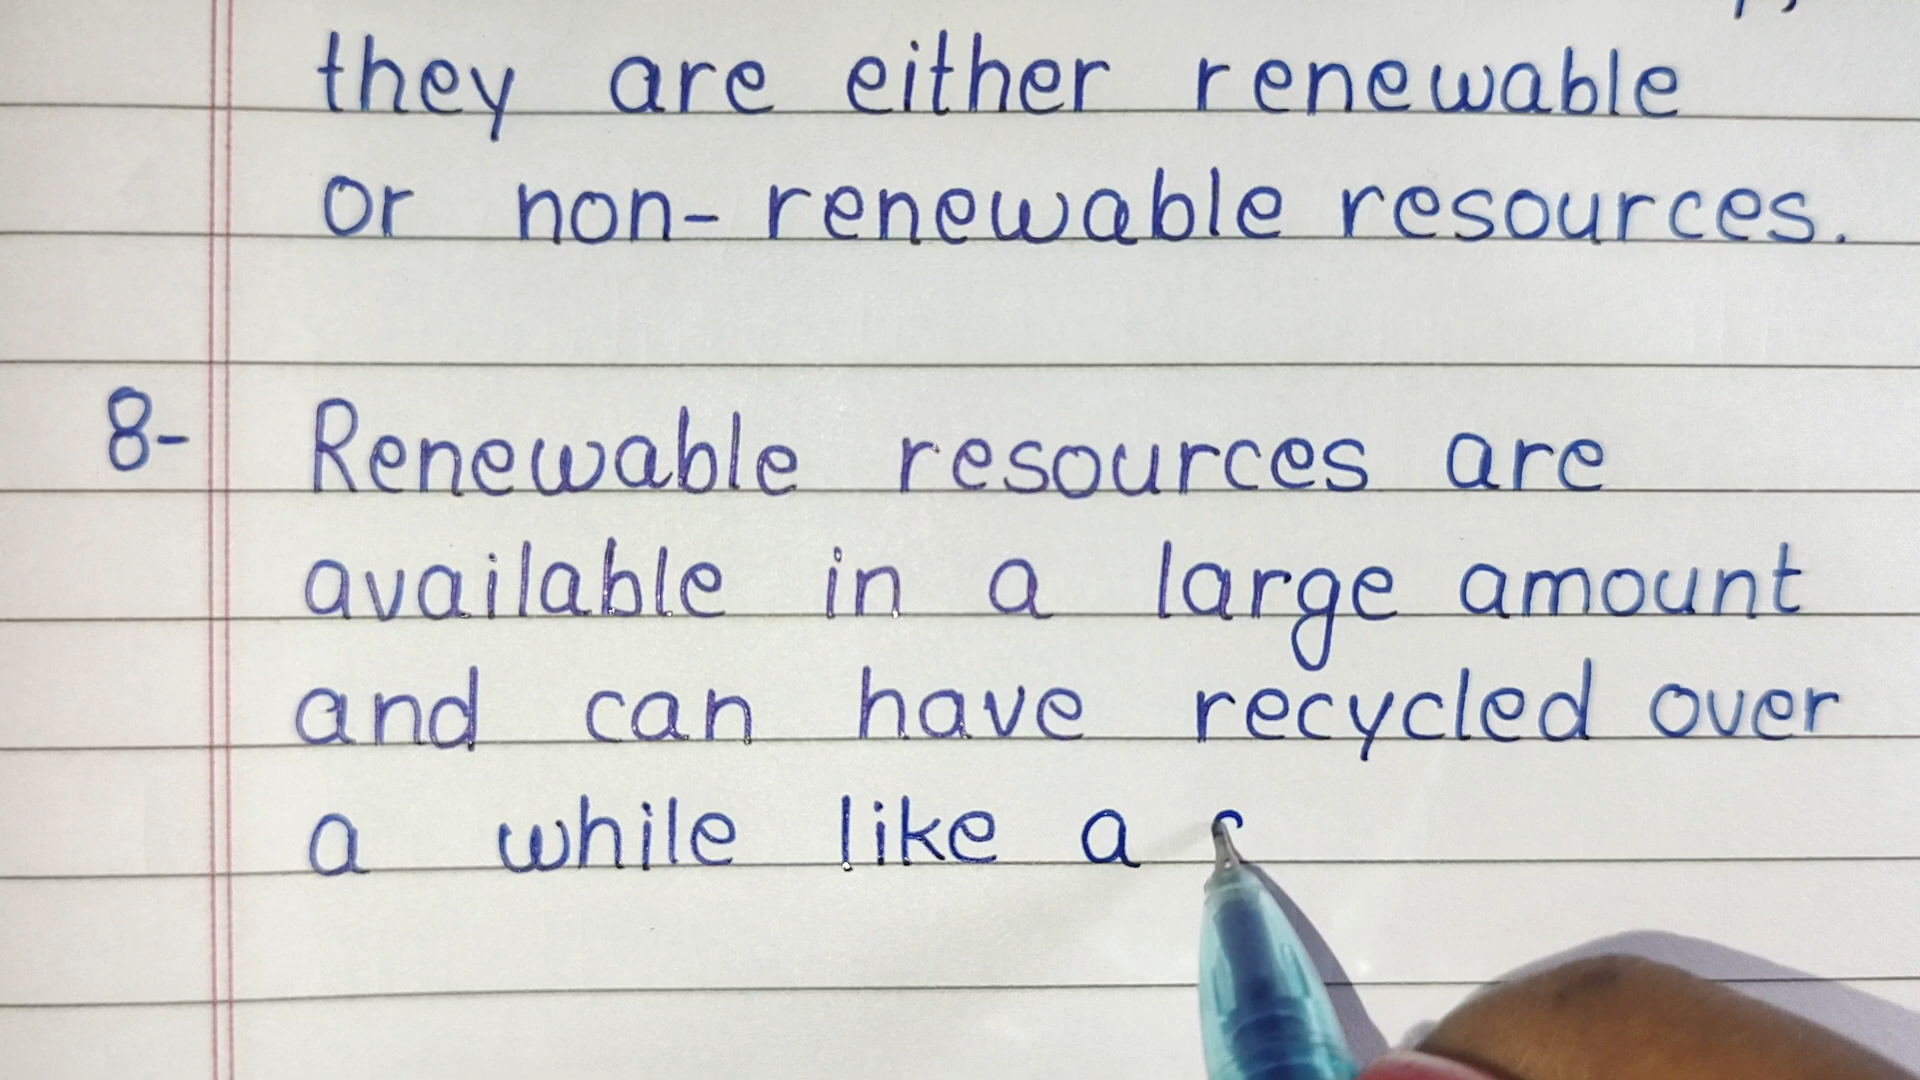 they are either renewable
or non-renewable resources.
8- Renewable resources are
available in a large amount
and can have recycled over
a while like a